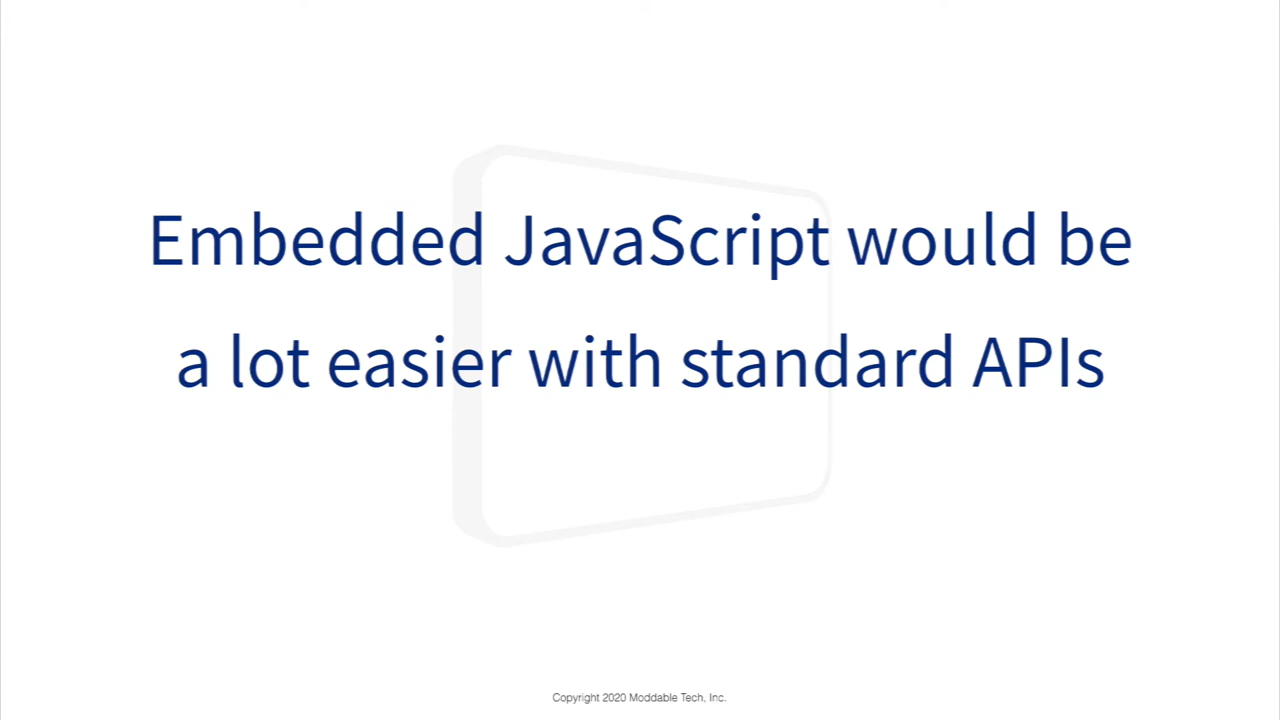 Embedded JavaScript would be
a lot easier with standard APIs
Copyright 2020 Moddable Tech, Inc.